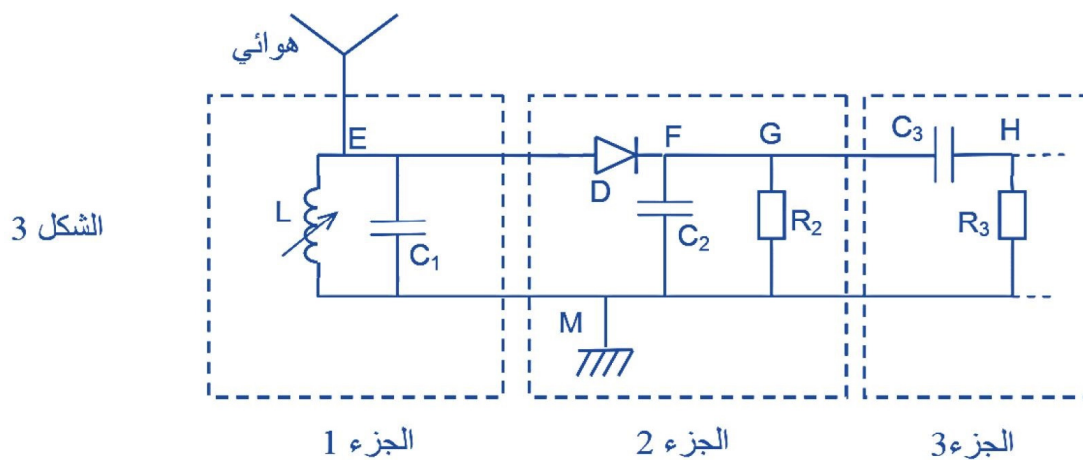 هوائي
E
F
G
C₃
H
D
L
C₁
C₂
R₂
R₃
الشكل 3
M
الجزء 1
الجزء 2
الجزء3